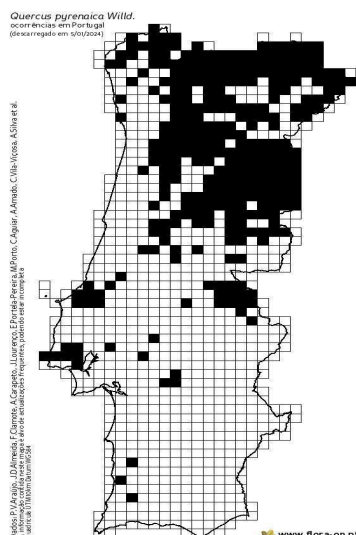 Quercus pyrenaica Willd.
ocorrências em Portugal
(descarregado em 5/01/2024)
Dados: P.V.Araújo, J.D.Almeida, F.Clamote, A.Carapeto, J.Lourenço, E.Portela-Pereira, M.Porto, C.Aguiar, A.Amado, C.Vila-Viçosa, A.Silva et al.
informação contida neste mapa é alvo de actualizações frequentes, podendo estar incompleta
www.flora-on.pt